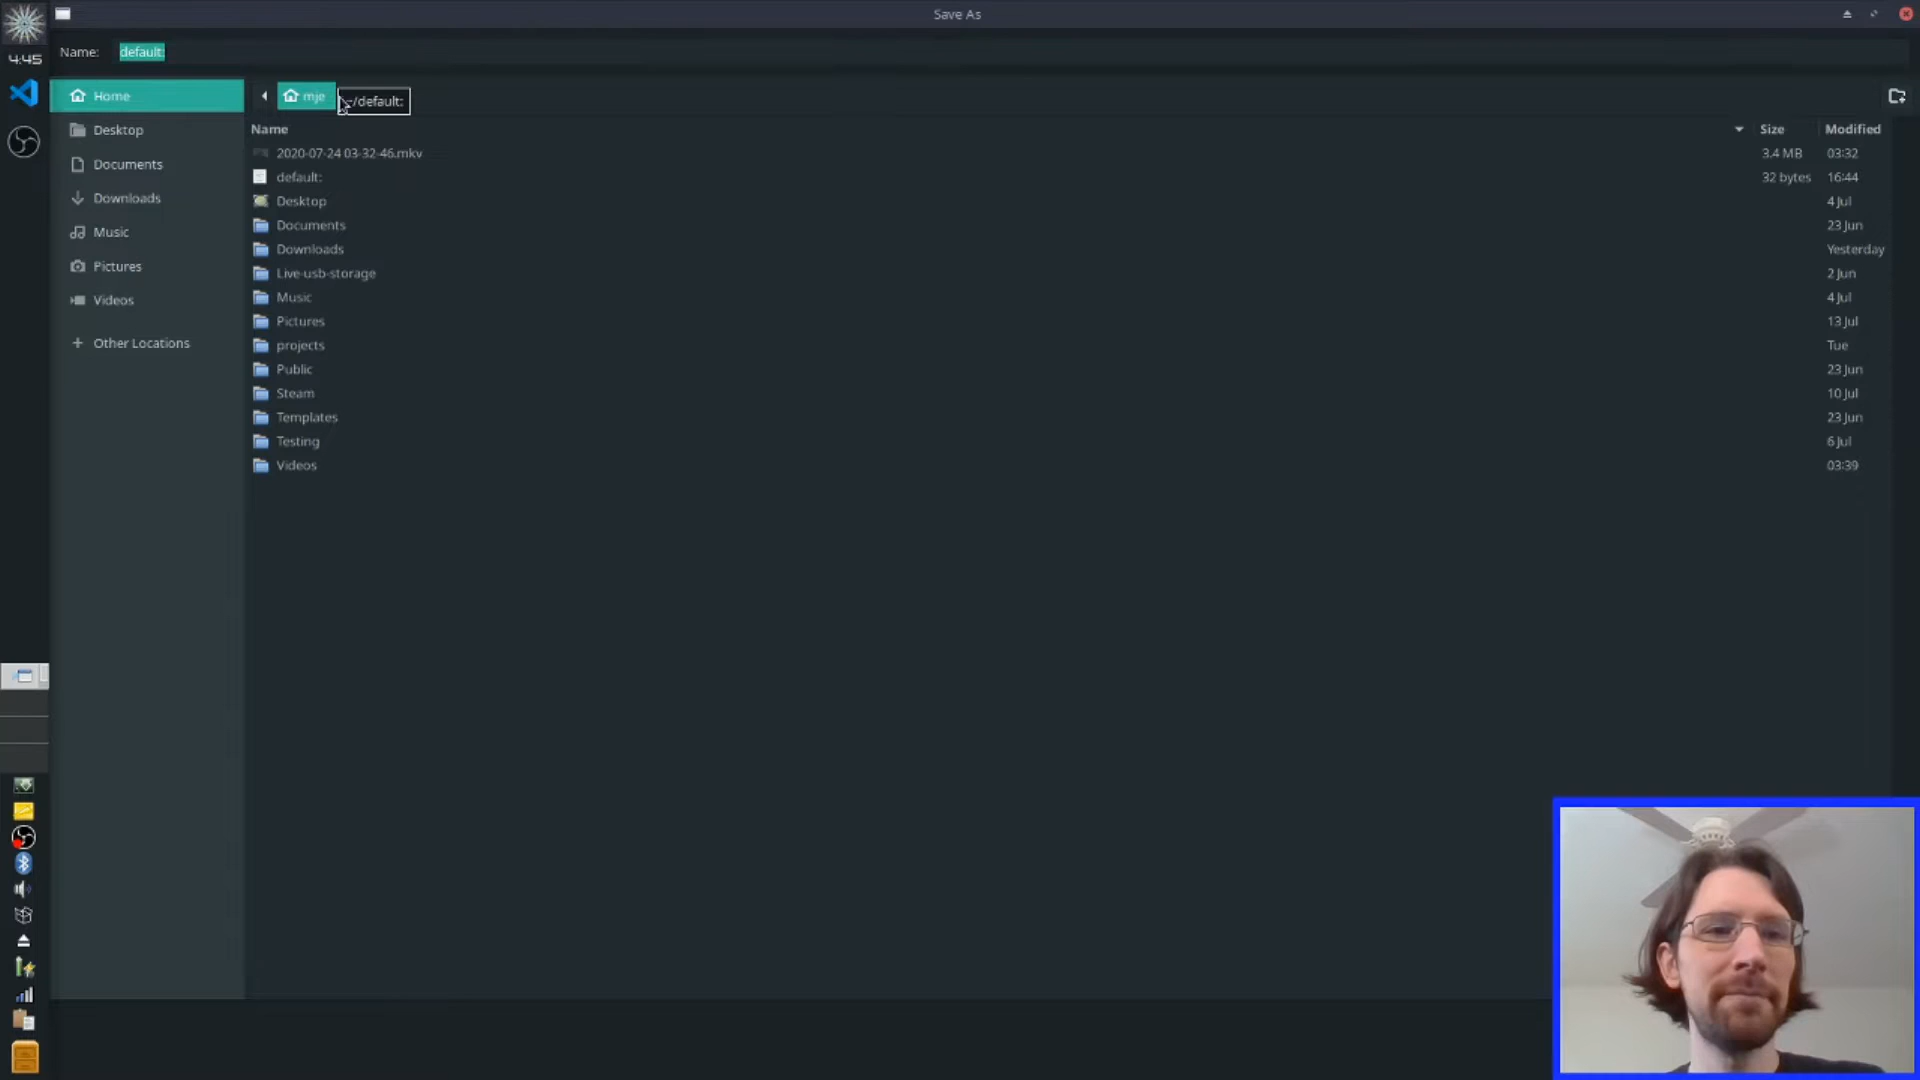 Save As
4:45
Name: default:
Home
mje
~/default:
Desktop
Documents
Downloads
Music
Pictures
Videos
Other Locations
Name Size Modified
2020-07-24 03-32-46.mkv 3.4 MB 03:32
default: 32 bytes 16:44
Desktop 4 Jul
Documents 23 Jun
Downloads Yesterday
Live-usb-storage 2 Jun
Music 4 Jul
Pictures 13 Jul
projects Tue
Public 23 Jun
Steam 10 Jul
Templates 23 Jun
Testing 6 Jul
Videos 03:39